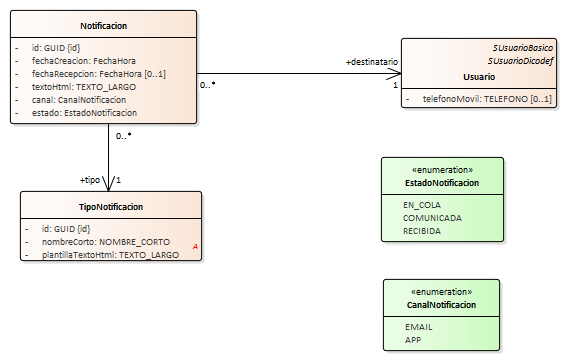 Notificacion
- id: GUID {id}
- fechaCreacion: FechaHora
- fechaRecepcion: FechaHora [0..1]
- textoHtml: TEXTO_LARGO
- canal: CanalNotificacion
- estado: EstadoNotificacion
+destinatario
0..*
1
SUsuarioBasico
SUsuarioDicodef
Usuario
- telefonoMovil: TELEFONO [0..1]
0..*
+tipo
1
TipoNotificacion
- id: GUID {id}
- nombreCorto: NOMBRE_CORTO
- plantillaTextoHtml: TEXTO_LARGO
A
«enumeration»
EstadoNotificacion
EN_COLA
COMUNICADA
RECIBIDA
«enumeration»
CanalNotificacion
EMAIL
APP